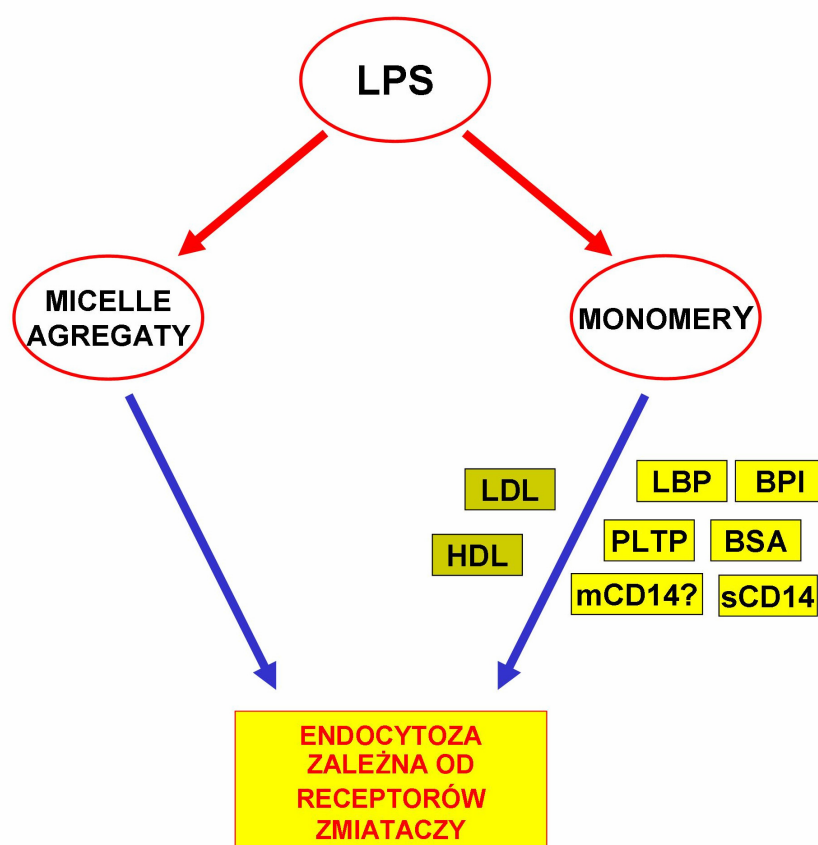 LPS
MICELLE
AGREGATY
MONOMERY
LDL
HDL
LBP
BPI
PLTP
BSA
mCD14?
sCD14
ENDOCYTOZA
ZALEŻNA OD
RECEPTORÓW
ZMIATACZY